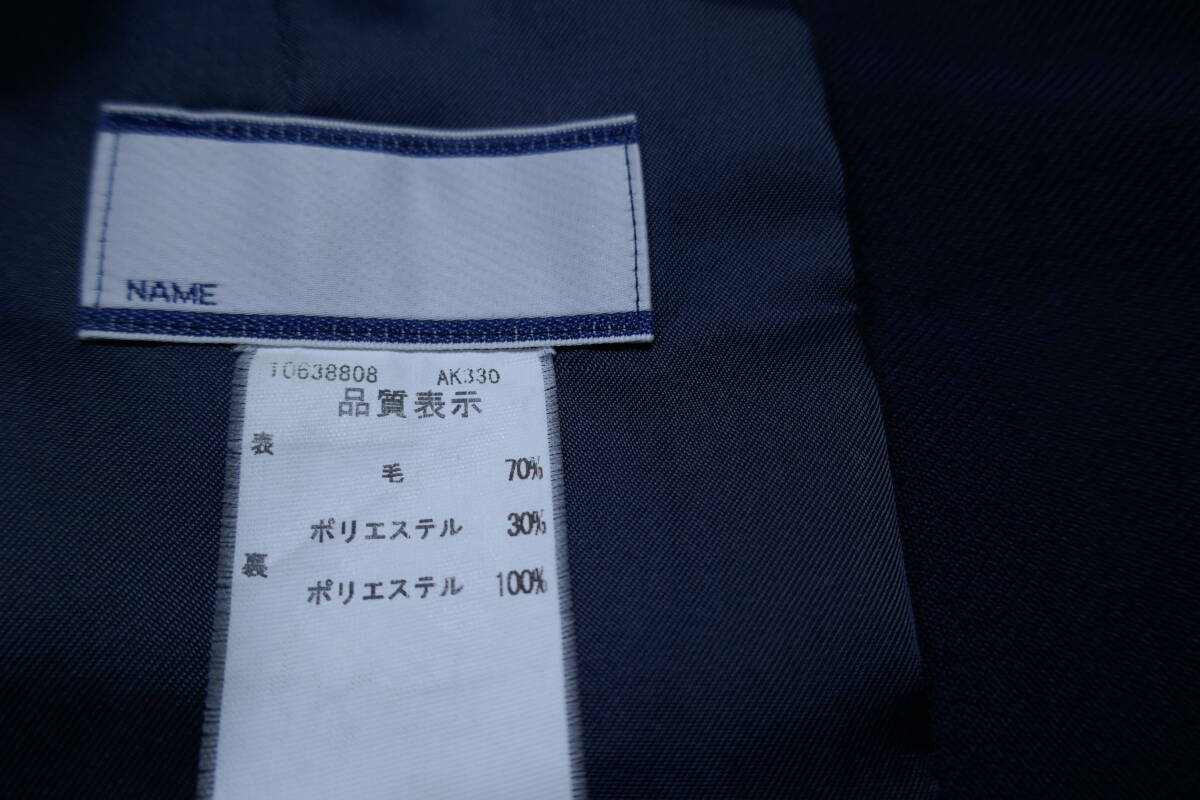 NAME
10638808 AK330
品質表示
表
毛 70%
ポリエステル 30%
裏
ポリエステル 100%